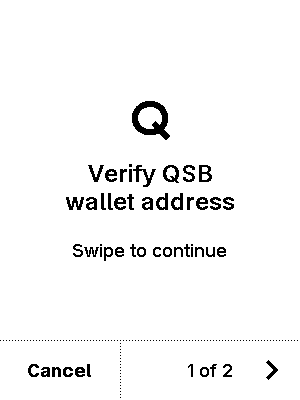 Q
Verify QSB
wallet address
Swipe to continue
Cancel
1 of 2